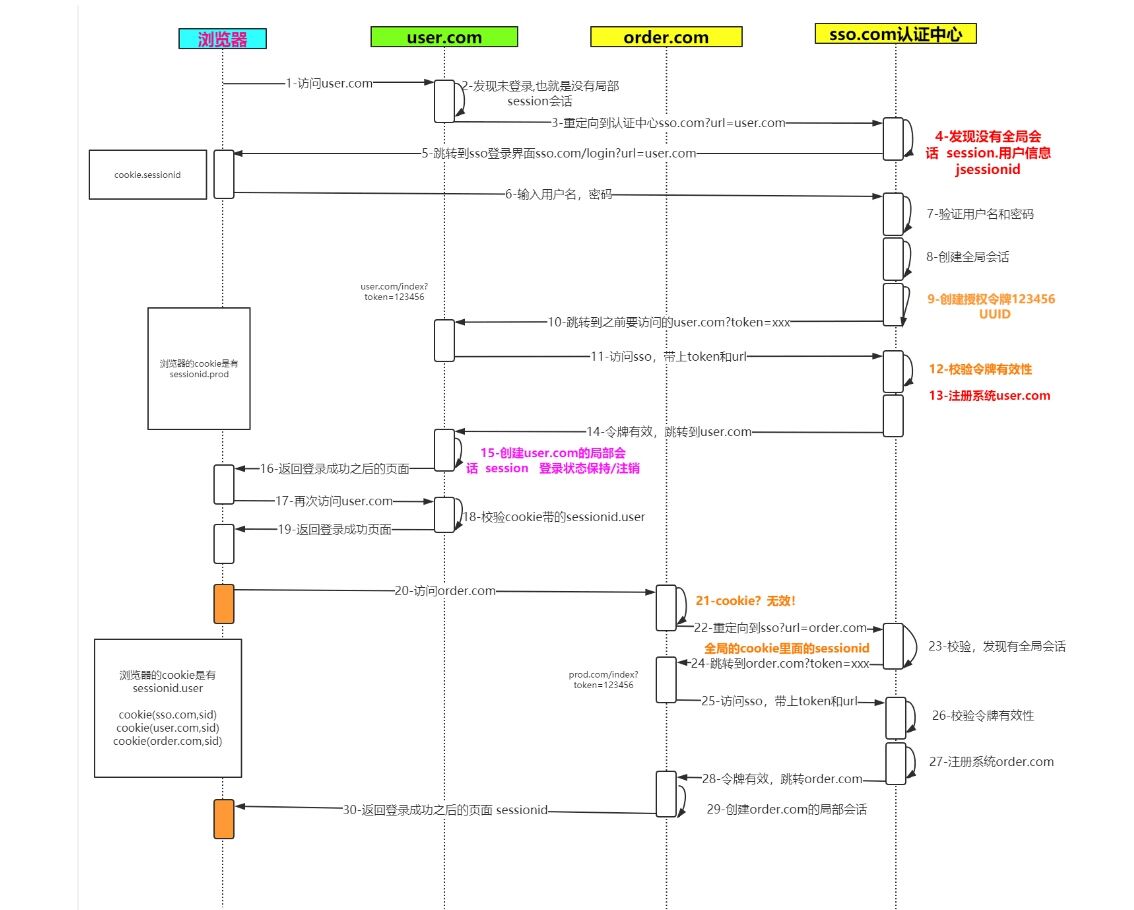 浏览器
user.com
order.com
sso.com认证中心
1-访问user.com
2-发现未登录,也就是没有局部
session会话
3-重定向到认证中心sso.com?url=user.com
4-发现没有全局会
话 session.用户信息
jsessionid
5-跳转到sso登录界面sso.com/login?url=user.com
cookie.sessionid
6-输入用户名，密码
7-验证用户名和密码
8-创建全局会话
user.com/index?
token=123456
9-创建授权令牌123456
UUID
10-跳转到之前要访问的user.com?token=xxx
浏览器的cookie是有
sessionid.prod
11-访问sso，带上token和url
12-校验令牌有效性
13-注册系统user.com
14-令牌有效，跳转到user.com
15-创建user.com的局部会
话 session 登录状态保持/注销
16-返回登录成功之后的页面
17-再次访问user.com
18-校验cookie带的sessionid.user
19-返回登录成功页面
20-访问order.com
21-cookie？无效！
22-重定向到sso?url=order.com
23-校验，发现有全局会话
全局的cookie里面的sessionid
24-跳转到order.com?token=xxx
浏览器的cookie是有
sessionid.user
cookie(sso.com,sid)
cookie(user.com,sid)
cookie(order.com,sid)
prod.com/index?
token=123456
25-访问sso，带上token和url
26-校验令牌有效性
27-注册系统order.com
28-令牌有效，跳转order.com
29-创建order.com的局部会话
30-返回登录成功之后的页面 sessionid